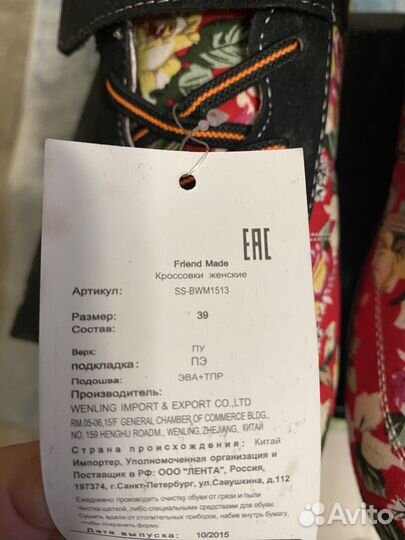 EAC
Friend Made
Кроссовки женские
Артикул: SS-BWM1513
Размер: 39
Состав:
Верх: ПУ
подкладка: ПЭ
Подошва: ЭВА+ТПР
Производитель:
WENLING IMPORT & EXPORT CO.,LTD
RM.05-06,15/F GENERAL CHAMBER OF COMMERCE BLDG.,
NO. 159 HENGHU ROADM., WENLING, ZHEJIANG, КИТАЙ
Страна происхождения: Китай
Импортер, Уполномоченная организация и
Поставщик в РФ: ООО "ЛЕНТА", Россия,
197374, г.Санкт-Петербург, ул.Савушкина, д.112
Ежедневно производить очистку обуви от грязи и пыли
Чистка щеткой, либо специальными средствами для обуви.
Сушить вдали от отопительных приборов, набив внутрь бумагу,
чтобы сохранить форму.
Дата выпуска: 10/2015
Avito